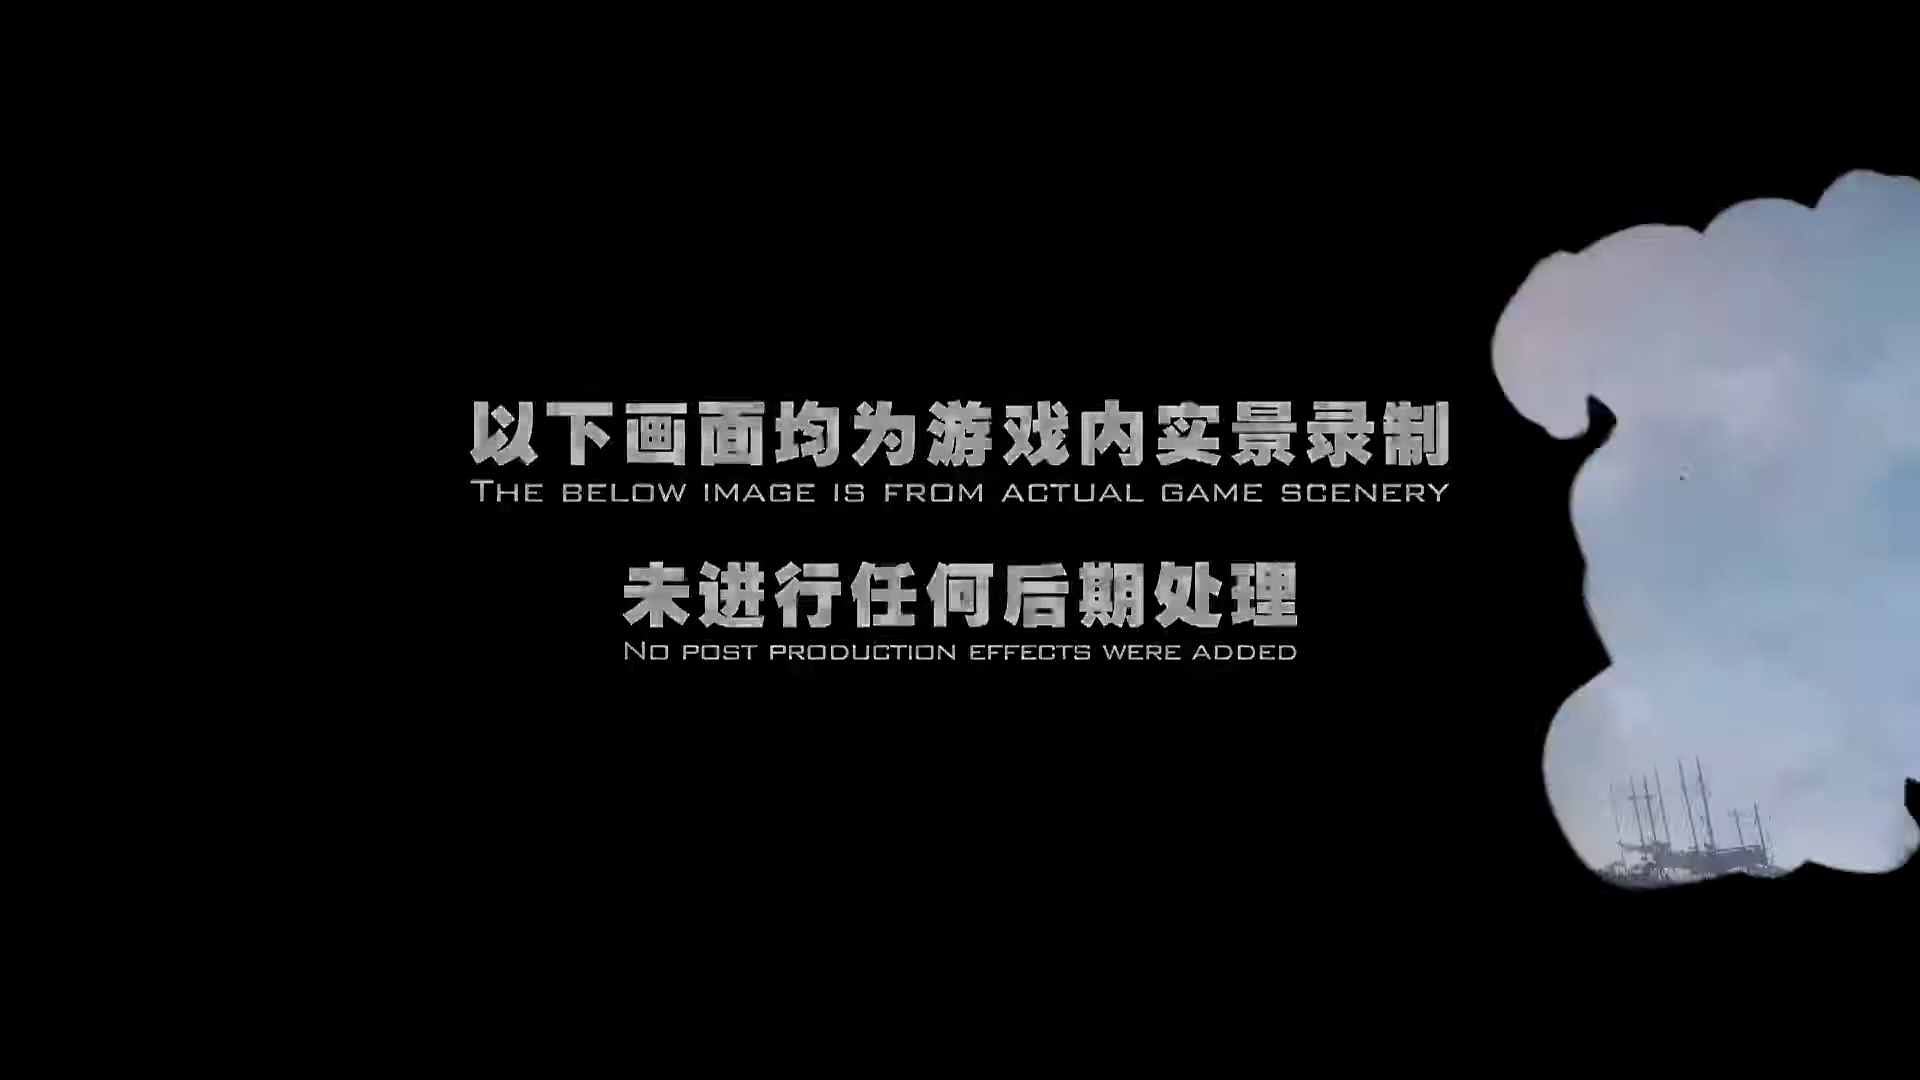 以下画面均为游戏内实景录制
The below image is from actual game scenery
未进行任何后期处理
No post production effects were added